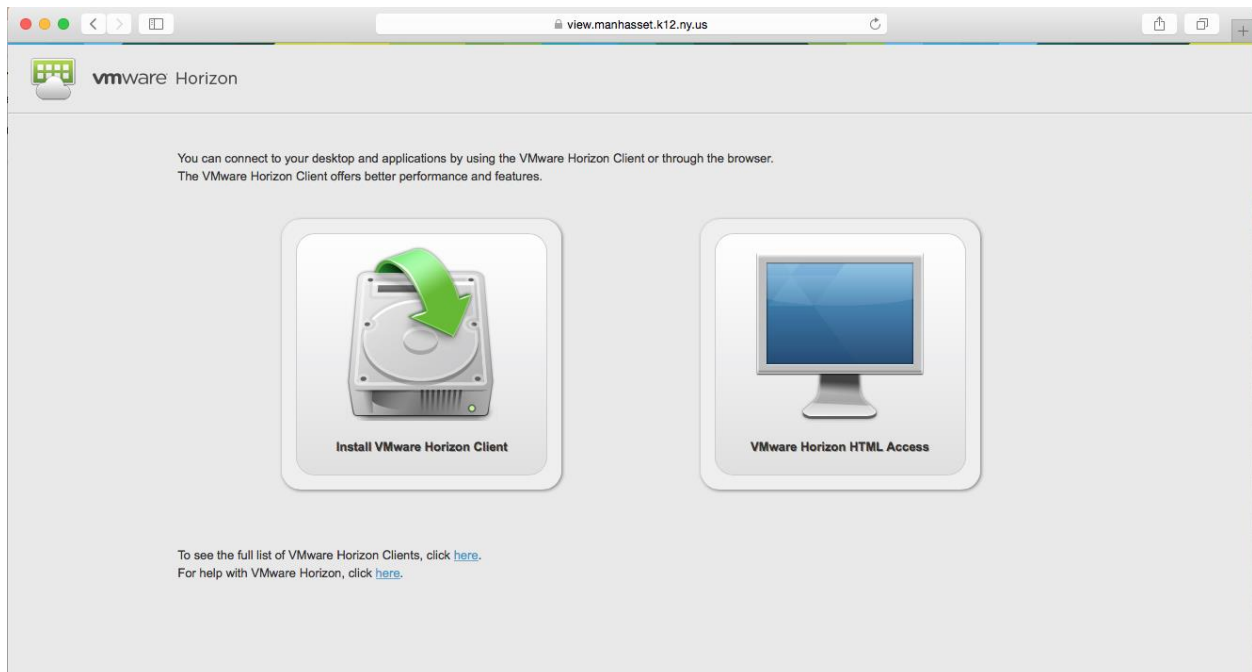 view.manhasset.k12.ny.us
vmware Horizon
You can connect to your desktop and applications by using the VMware Horizon Client or through the browser.
The VMware Horizon Client offers better performance and features.
Install VMware Horizon Client
VMware Horizon HTML Access
To see the full list of VMware Horizon Clients, click here.
For help with VMware Horizon, click here.